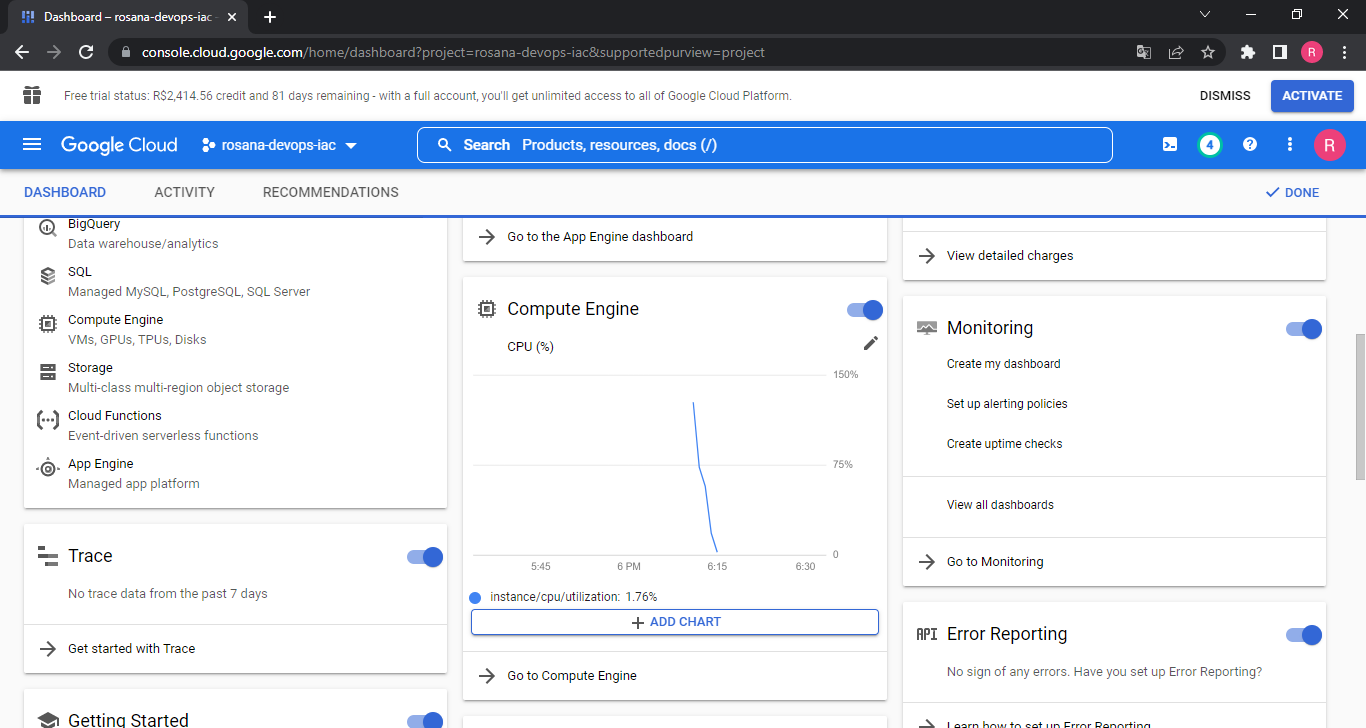 Dashboard – rosana-devops-iac -
console.cloud.google.com/home/dashboard?project=rosana-devops-iac&supportedpurview=project
R
Free trial status: R$2,414.56 credit and 81 days remaining - with a full account, you'll get unlimited access to all of Google Cloud Platform.
DISMISS
ACTIVATE
Google Cloud
rosana-devops-iac
Search Products, resources, docs (/)
4
R
DASHBOARD
ACTIVITY
RECOMMENDATIONS
DONE
BigQuery
Data warehouse/analytics
SQL
Managed MySQL, PostgreSQL, SQL Server
Compute Engine
VMs, GPUs, TPUs, Disks
Storage
Multi-class multi-region object storage
Cloud Functions
Event-driven serverless functions
App Engine
Managed app platform
Trace
No trace data from the past 7 days
Get started with Trace
Getting Started
Go to the App Engine dashboard
Compute Engine
CPU (%)
150%
75%
0
5:45
6 PM
6:15
6:30
instance/cpu/utilization: 1.76%
ADD CHART
Go to Compute Engine
View detailed charges
Monitoring
Create my dashboard
Set up alerting policies
Create uptime checks
View all dashboards
Go to Monitoring
API
Error Reporting
No sign of any errors. Have you set up Error Reporting?
Learn how to set up Error Reporting